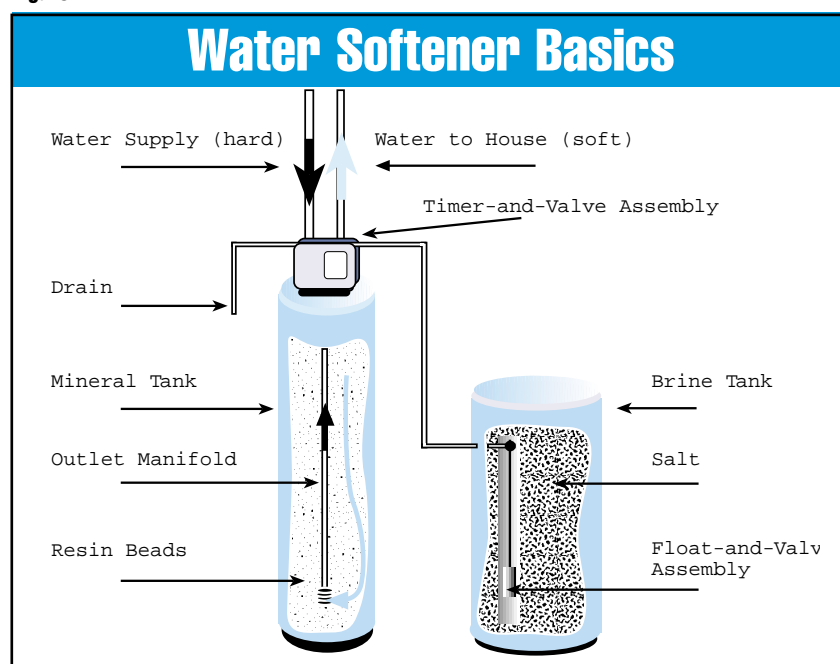 Water Softener Basics
Water Supply (hard)
Water to House (soft)
Timer-and-Valve Assembly
Drain
Mineral Tank
Brine Tank
Outlet Manifold
Salt
Resin Beads
Float-and-Valv
Assembly